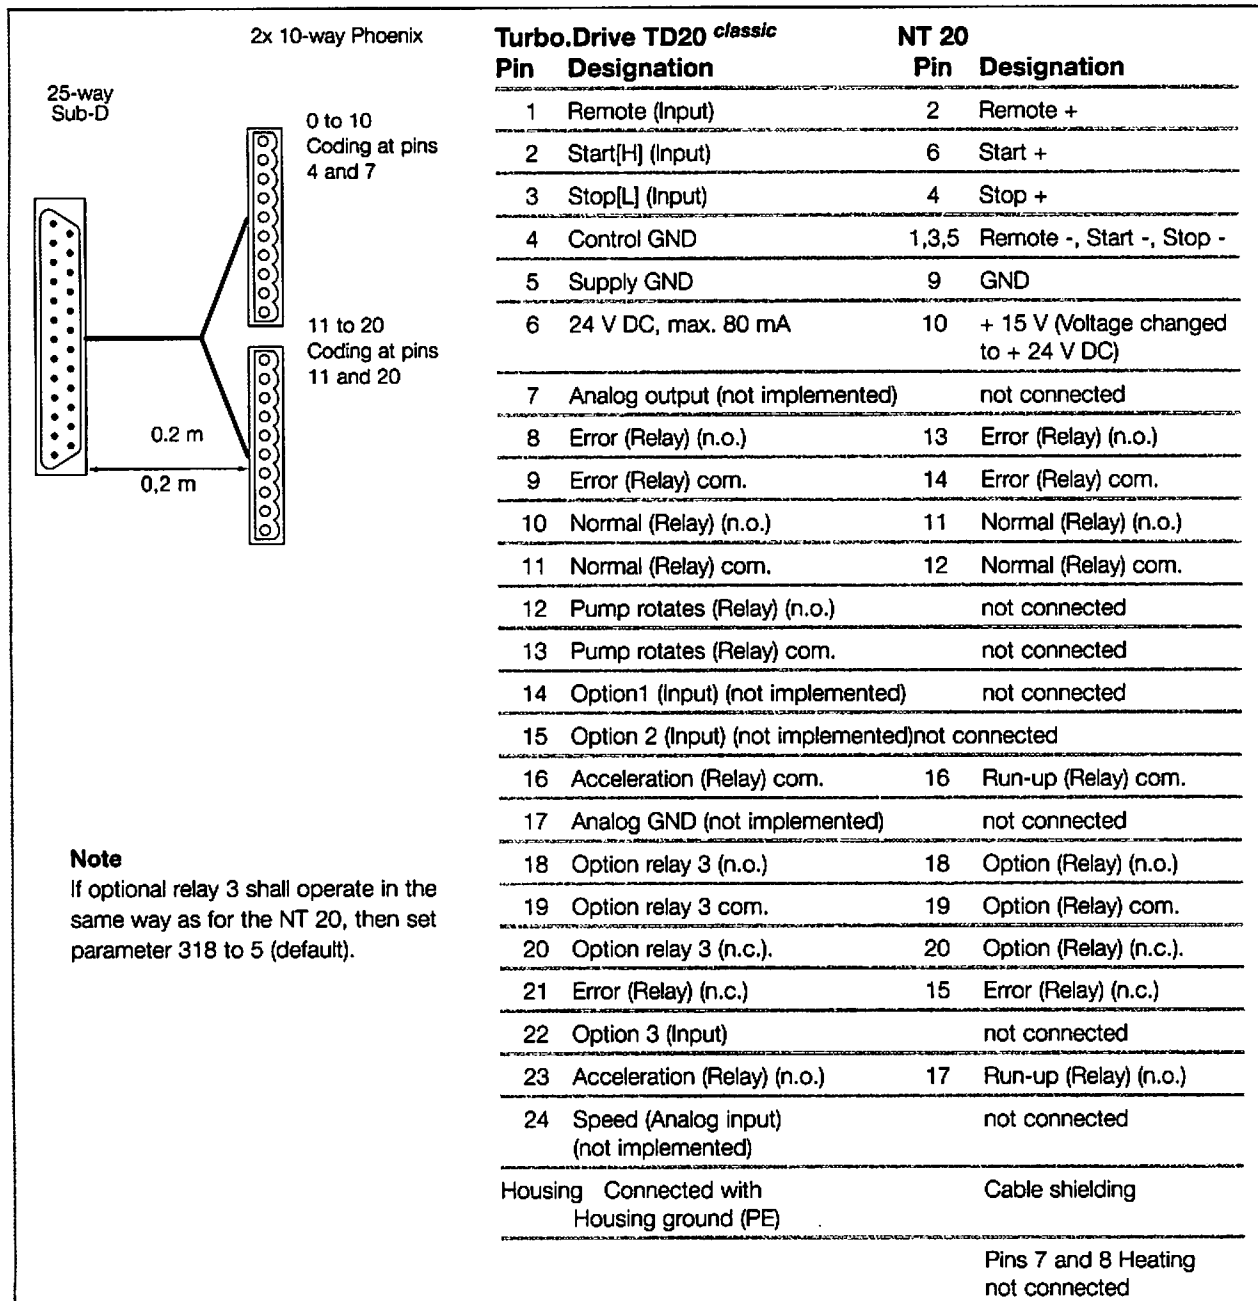 2x 10-way Phoenix
25-way
Sub-D
0 to 10
Coding at pins
4 and 7
11 to 20
Coding at pins
11 and 20
0.2 m
0,2 m
Note
If optional relay 3 shall operate in the
same way as for the NT 20, then set
parameter 318 to 5 (default).
Turbo.Drive TD20 classic NT 20
Pin Designation Pin Designation
1 Remote (Input) 2 Remote +
2 Start[H] (Input) 6 Start +
3 Stop[L] (Input) 4 Stop +
4 Control GND 1,3,5 Remote -, Start -, Stop -
5 Supply GND 9 GND
6 24 V DC, max. 80 mA 10 + 15 V (Voltage changed
to + 24 V DC)
7 Analog output (not implemented) not connected
8 Error (Relay) (n.o.) 13 Error (Relay) (n.o.)
9 Error (Relay) com. 14 Error (Relay) com.
10 Normal (Relay) (n.o.) 11 Normal (Relay) (n.o.)
11 Normal (Relay) com. 12 Normal (Relay) com.
12 Pump rotates (Relay) (n.o.) not connected
13 Pump rotates (Relay) com. not connected
14 Option1 (Input) (not implemented) not connected
15 Option 2 (Input) (not implemented)not connected
16 Acceleration (Relay) com. 16 Run-up (Relay) com.
17 Analog GND (not implemented) not connected
18 Option relay 3 (n.o.) 18 Option (Relay) (n.o.)
19 Option relay 3 com. 19 Option (Relay) com.
20 Option relay 3 (n.c.). 20 Option (Relay) (n.c.).
21 Error (Relay) (n.c.) 15 Error (Relay) (n.c.)
22 Option 3 (Input) not connected
23 Acceleration (Relay) (n.o.) 17 Run-up (Relay) (n.o.)
24 Speed (Analog input) not connected
(not implemented)
Housing Connected with Cable shielding
Housing ground (PE)
Pins 7 and 8 Heating
not connected